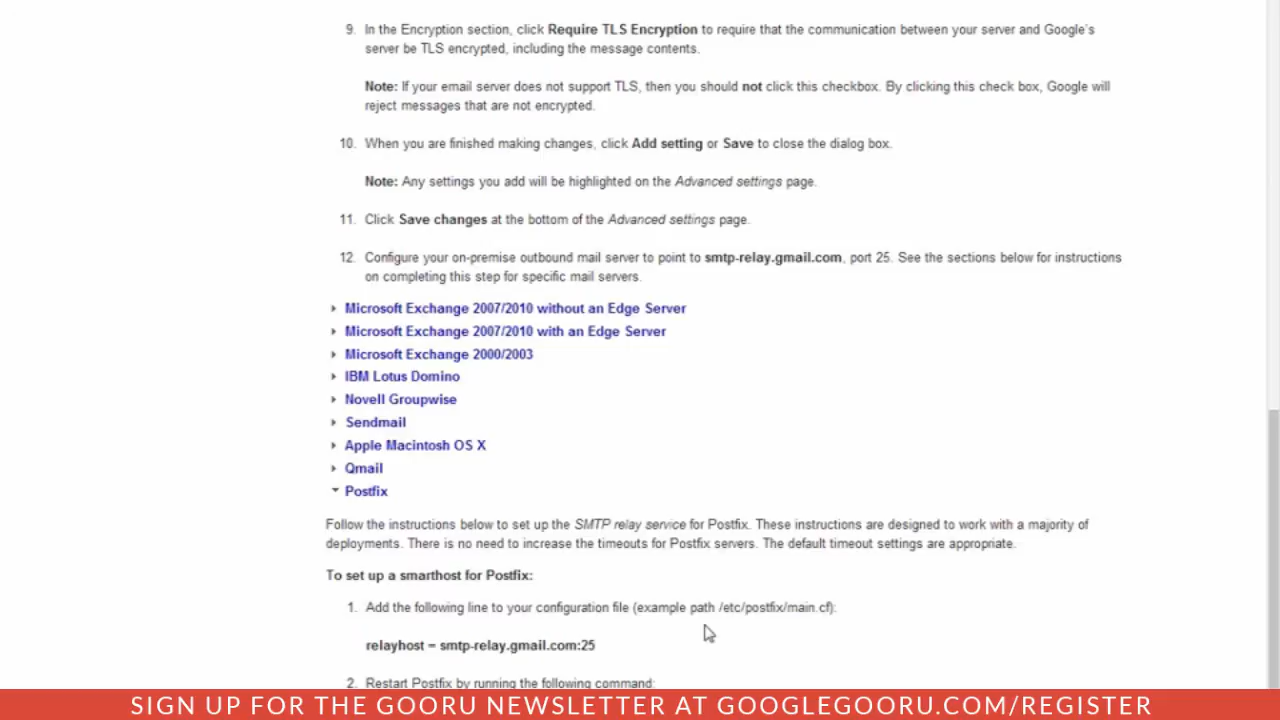 9. In the Encryption section, click Require TLS Encryption to require that the communication between your server and Google's
server be TLS encrypted, including the message contents.
Note: If your email server does not support TLS, then you should not click this checkbox. By clicking this check box, Google will
reject messages that are not encrypted.
10. When you are finished making changes, click Add setting or Save to close the dialog box.
Note: Any settings you add will be highlighted on the Advanced settings page.
11. Click Save changes at the bottom of the Advanced settings page.
12. Configure your on-premise outbound mail server to point to smtp-relay.gmail.com, port 25. See the sections below for instructions
on completing this step for specific mail servers.
Microsoft Exchange 2007/2010 without an Edge Server
Microsoft Exchange 2007/2010 with an Edge Server
Microsoft Exchange 2000/2003
IBM Lotus Domino
Novell Groupwise
Sendmail
Apple Macintosh OS X
Qmail
Postfix
Follow the instructions below to set up the SMTP relay service for Postfix. These instructions are designed to work with a majority of
deployments. There is no need to increase the timeouts for Postfix servers. The default timeout settings are appropriate.
To set up a smarthost for Postfix:
1. Add the following line to your configuration file (example path /etc/postfix/main.cf):
relayhost = smtp-relay.gmail.com:25
2. Restart Postfix by running the following command:
SIGN UP FOR THE GOORU NEWSLETTER AT GOOGLEGOORU.COM/REGISTER